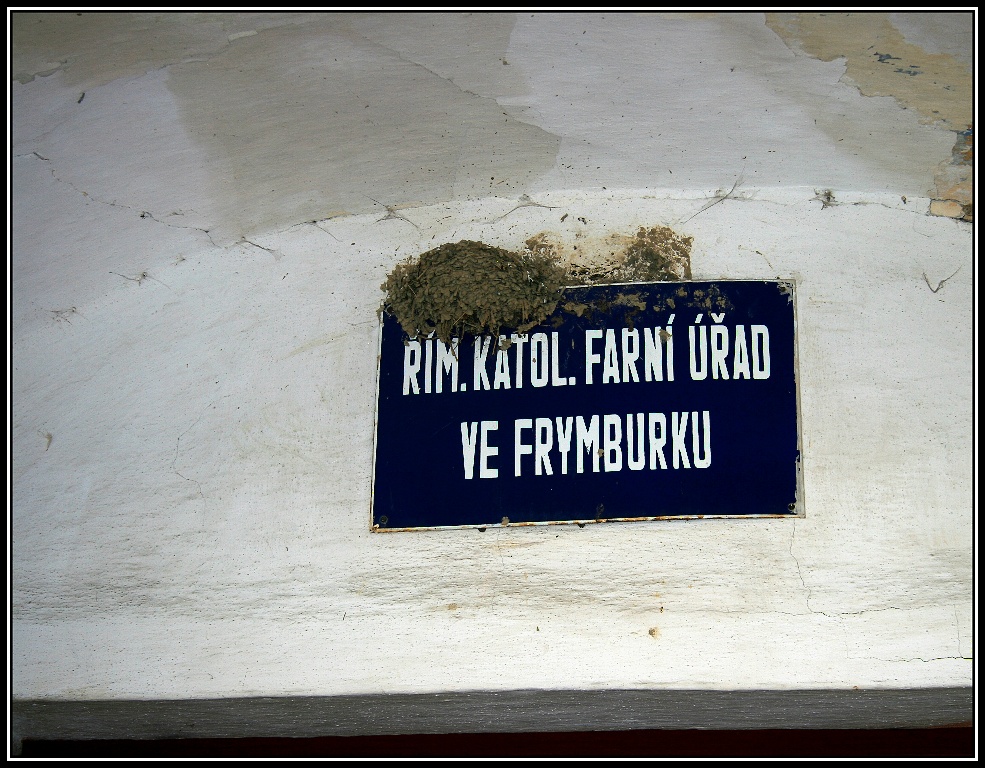 ŘÍM. KATOL. FARNÍ ÚŘAD
VE FRYMBURKU